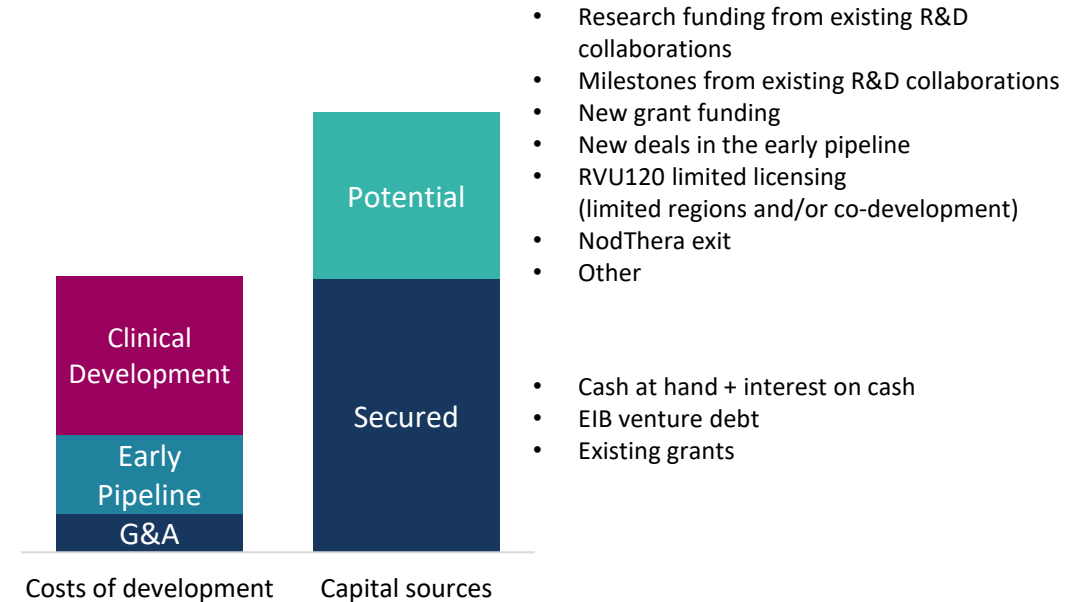 • Research funding from existing R&D
collaborations
• Milestones from existing R&D collaborations
• New grant funding
• New deals in the early pipeline
• RVU120 limited licensing
(limited regions and/or co-development)
• NodThera exit
• Other
Potential
Clinical
Development
Early
Pipeline
G&A
Secured
• Cash at hand + interest on cash
• EIB venture debt
• Existing grants
Costs of development
Capital sources